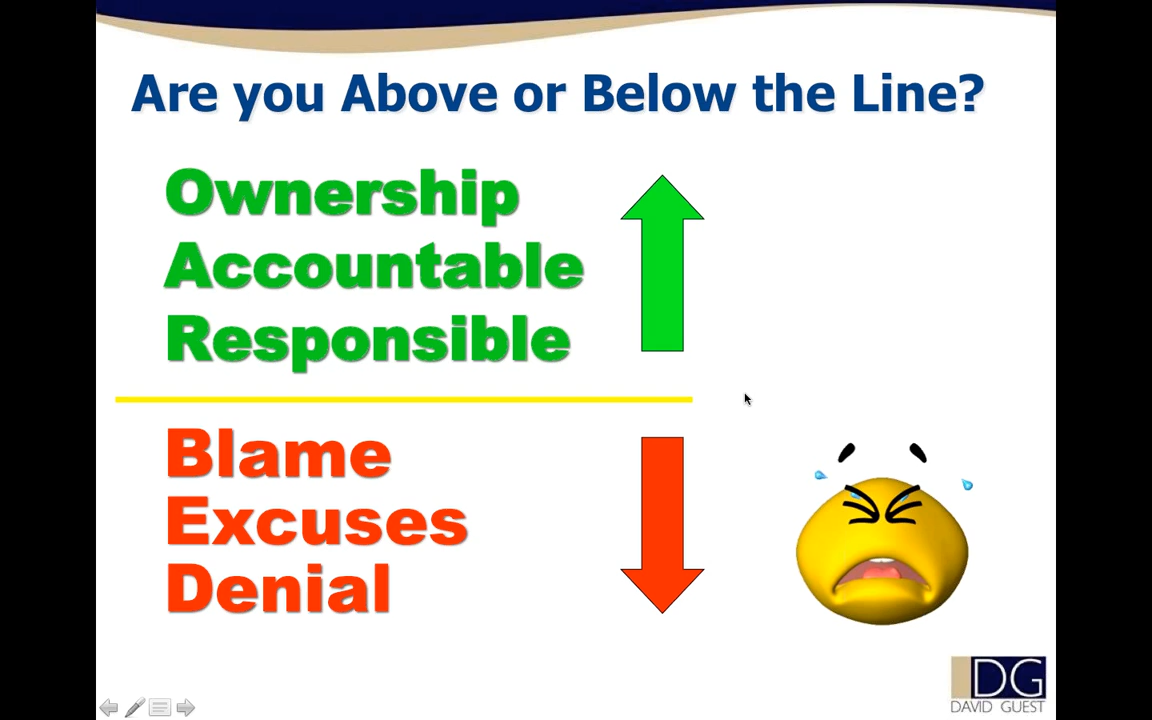 Are you Above or Below the Line?
Ownership
Accountable
Responsible
Blame
Excuses
Denial
DG
DAVID GUEST